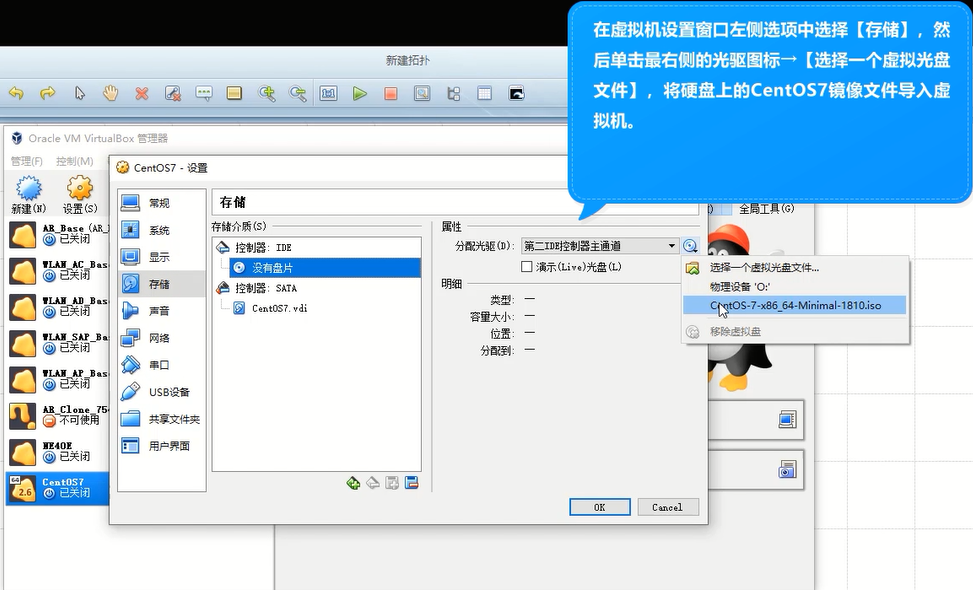 在虚拟机设置窗口左侧选项中选择【存储】，然
后单击最右侧的光驱图标→【选择一个虚拟光盘
文件】，将硬盘上的CentOS7镜像文件导入虚
拟机。
新建拓扑
Oracle VM VirtualBox 管理器
管理(F) 控制(M)
新建(N) 设置(S)
全局工具(G)
AR_Base (AR_
已关闭
WLAN_AC_Bas
已关闭
WLAN_AD_Bas
已关闭
WLAN_SAP_Bas
已关闭
WLAN_AP_Bas
已关闭
AR_Clone_75
不可使用
NE40E
已关闭
64
2.6
CentOS7
已关闭
CentOS7 - 设置
常规
系统
显示
存储
声音
网络
串口
USB设备
共享文件夹
用户界面
存储
存储介质(S)
控制器: IDE
没有盘片
控制器: SATA
CentOS7.vdi
属性
分配光驱(D): 第二IDE控制器主通道
演示(Live)光盘(L)
明细
类型: —
容量大小: —
位置: —
分配到: —
选择一个虚拟光盘文件...
物理设备 'O:'
CentOS-7-x86_64-Minimal-1810.iso
移除虚拟盘
OK Cancel